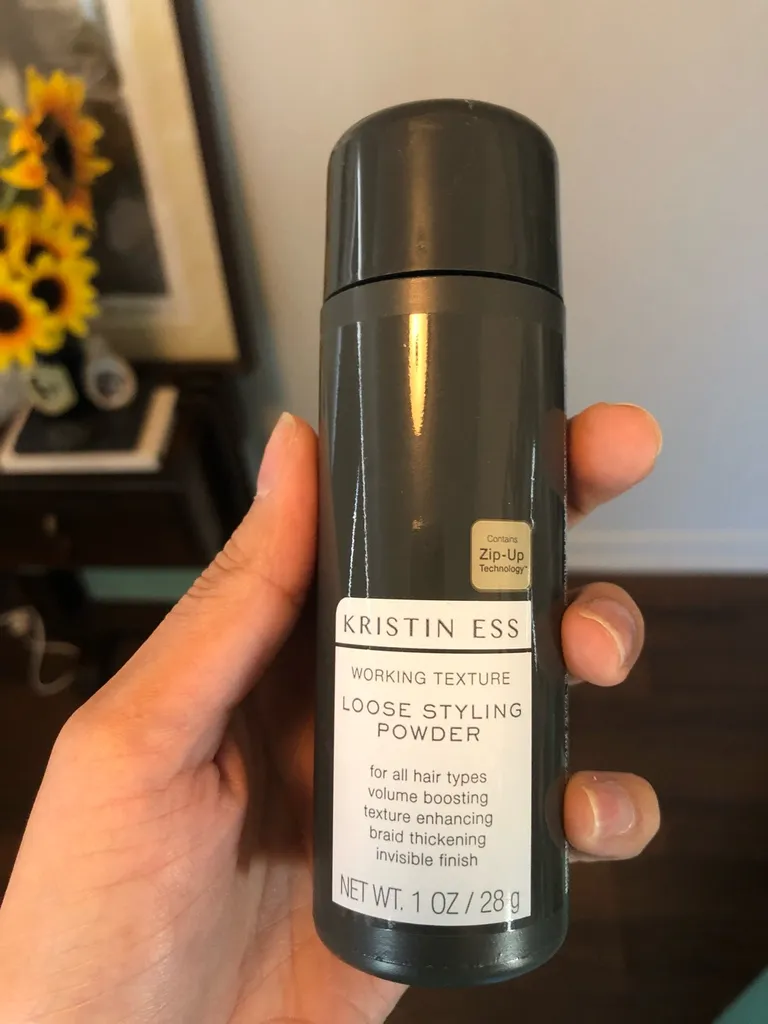 Contains
Zip-Up
Technology™
KRISTIN ESS
WORKING TEXTURE
LOOSE STYLING
POWDER
for all hair types
volume boosting
texture enhancing
braid thickening
invisible finish
NET WT. 1 OZ / 28 g